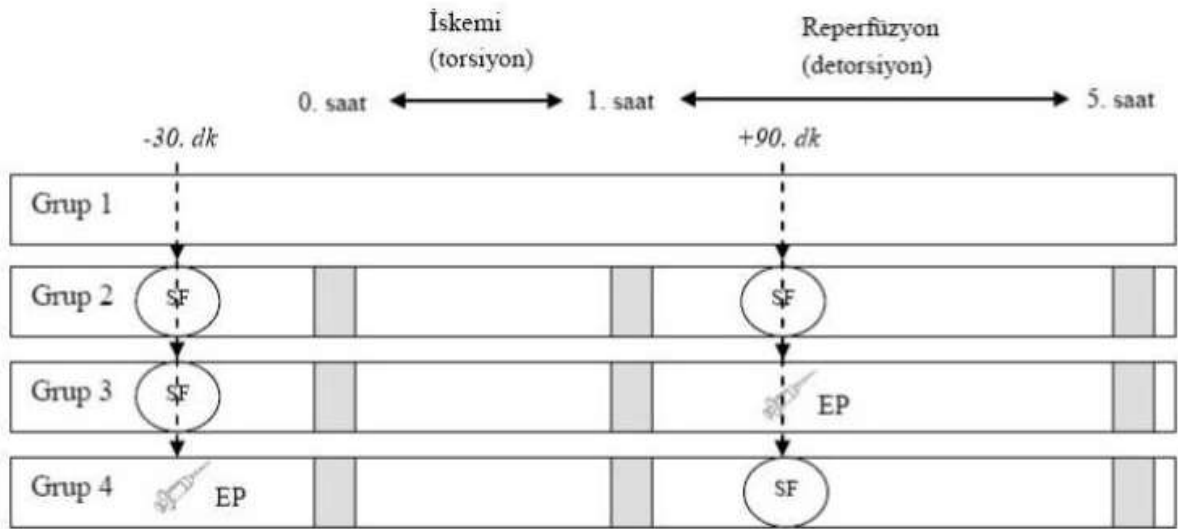 İskemi
(torsiyon)
Reperfüzyon
(detorsiyon)
0. saat
1. saat
5. saat
-30. dk
+90. dk
Grup 1
Grup 2
SF
SF
Grup 3
SF
EP
Grup 4
EP
SF